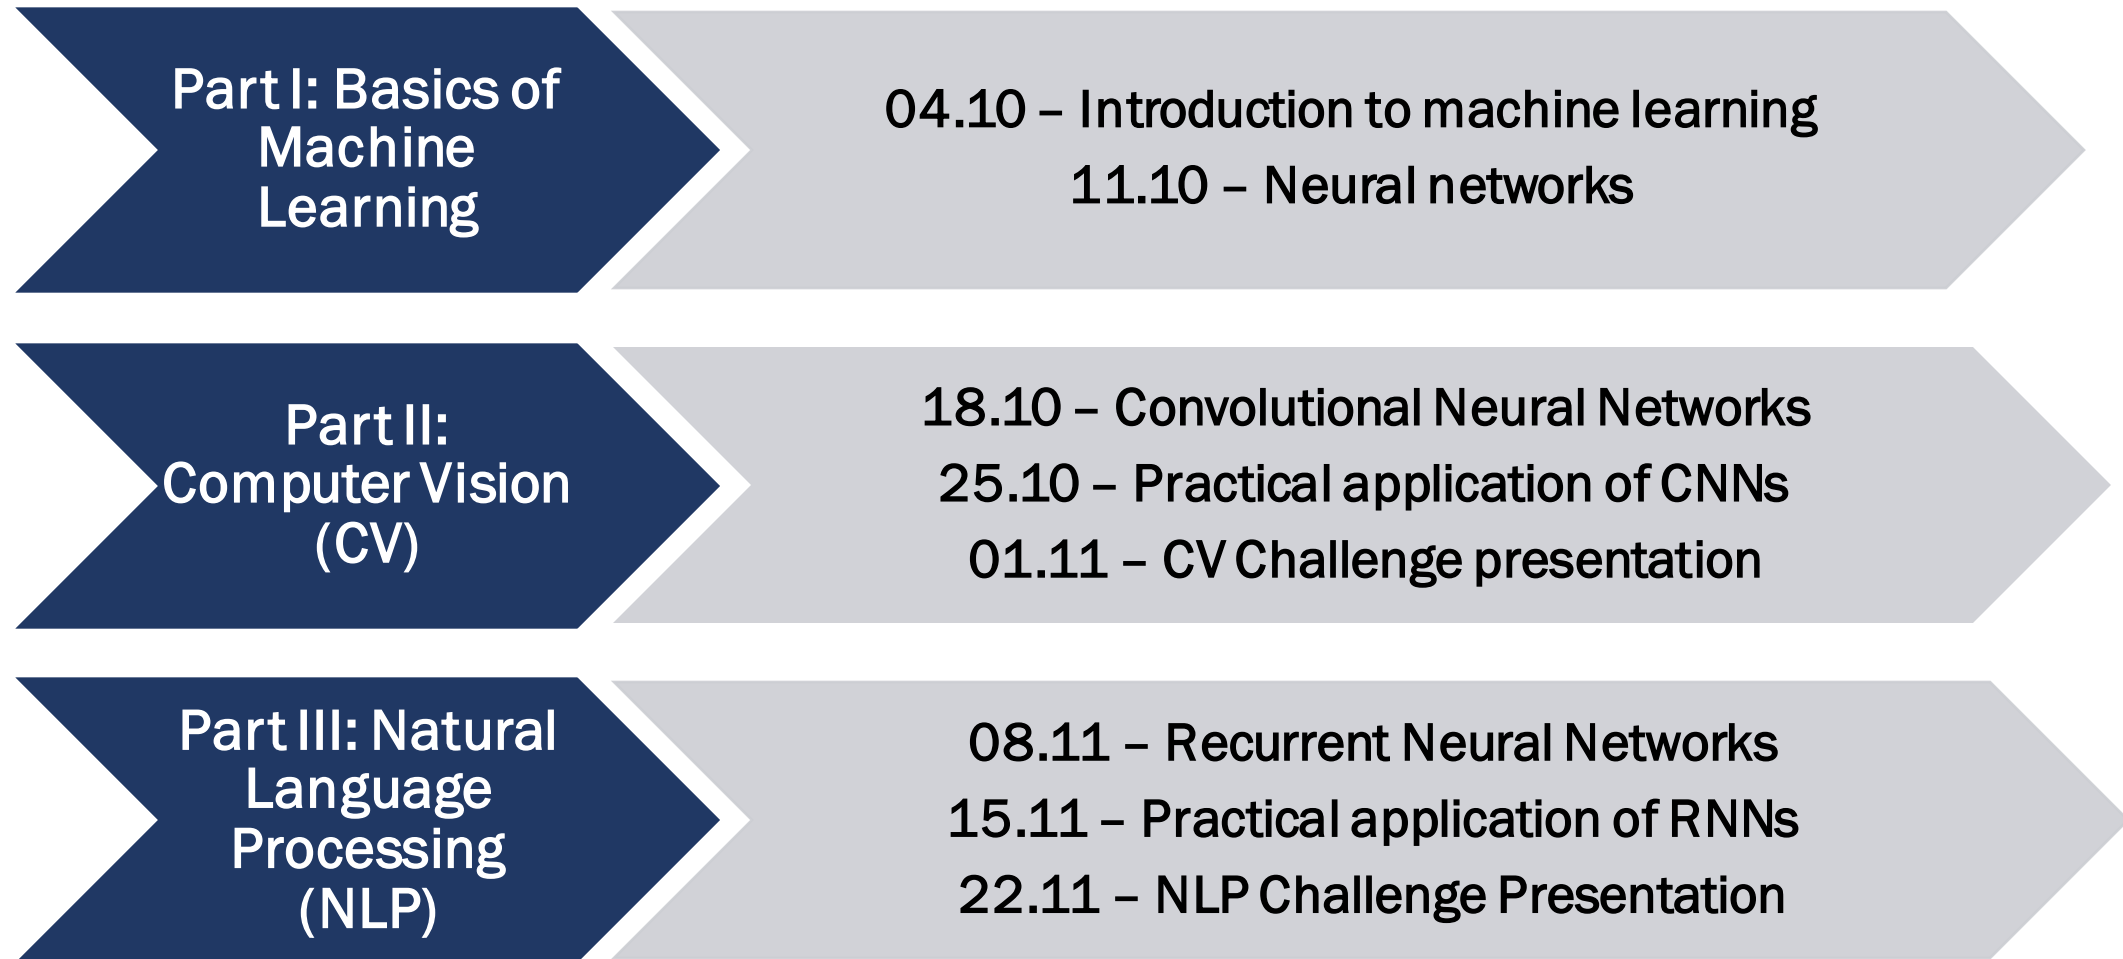 Part I: Basics of
Machine
Learning
04.10 – Introduction to machine learning
11.10 – Neural networks
Part II:
Computer Vision
(CV)
18.10 – Convolutional Neural Networks
25.10 – Practical application of CNNs
01.11 – CV Challenge presentation
Part III: Natural
Language
Processing
(NLP)
08.11 – Recurrent Neural Networks
15.11 – Practical application of RNNs
22.11 – NLP Challenge Presentation